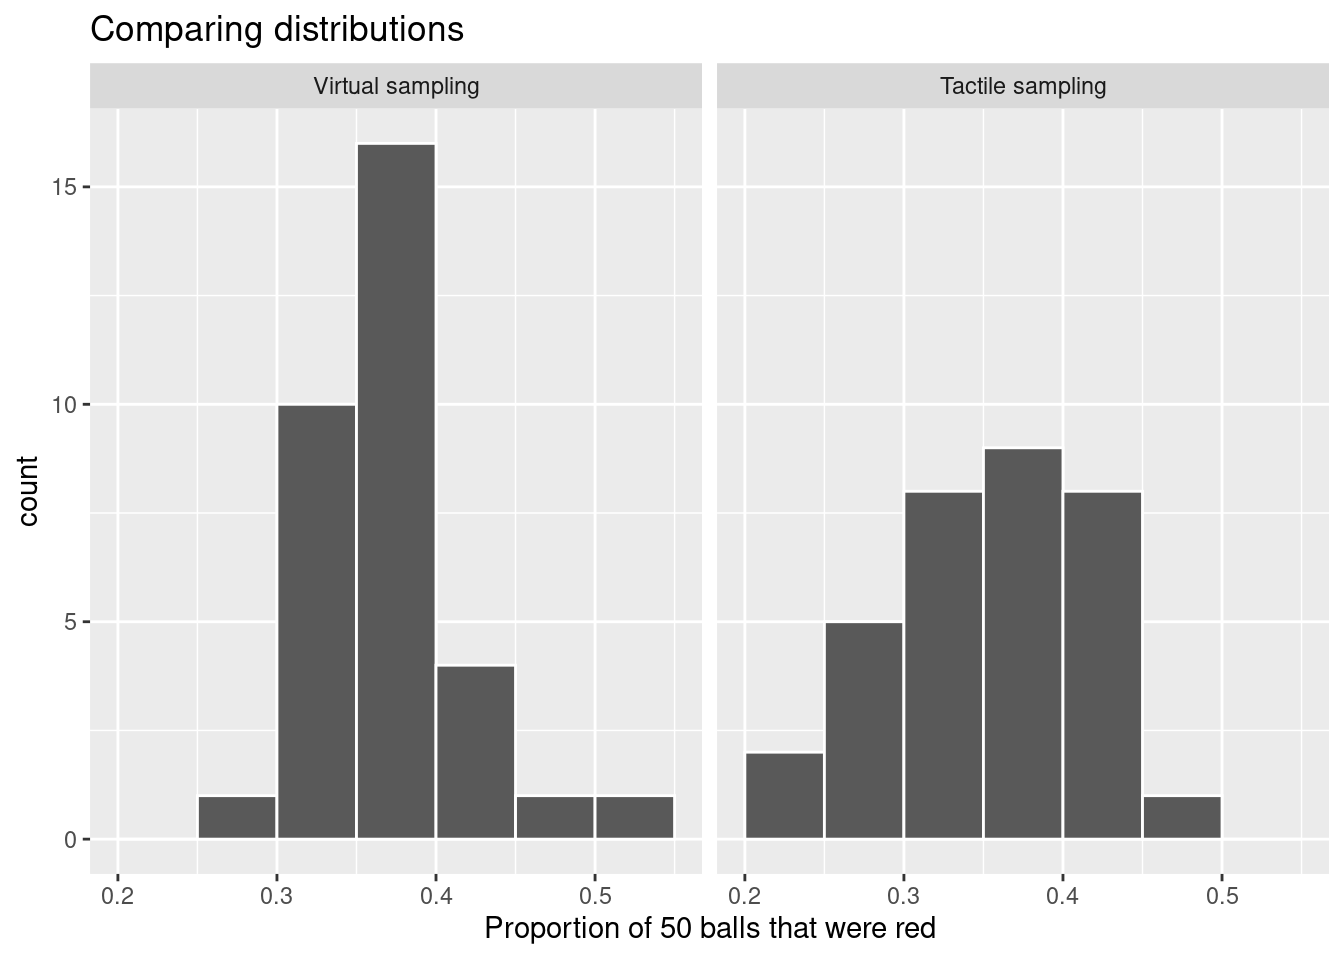 Comparing distributions
Virtual sampling
Tactile sampling
15
10
5
0
count
0.2 0.3 0.4 0.5
0.2 0.3 0.4 0.5
Proportion of 50 balls that were red